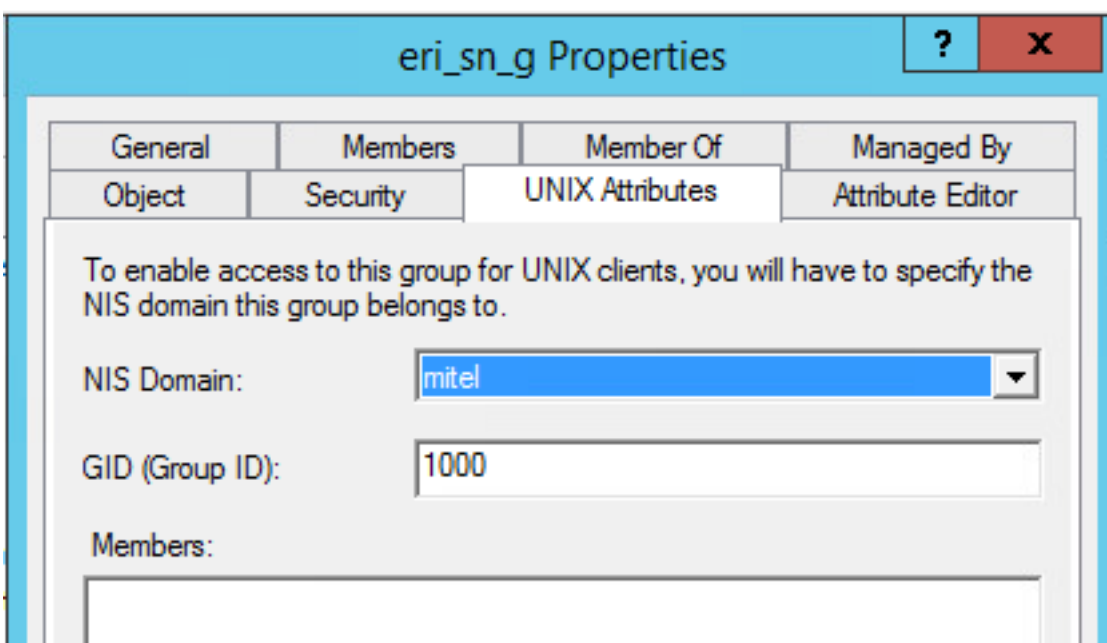 eri_sn_g Properties
? x
General Members Member Of Managed By
Object Security UNIX Attributes Attribute Editor
To enable access to this group for UNIX clients, you will have to specify the
NIS domain this group belongs to.
NIS Domain: mitel
GID (Group ID): 1000
Members: